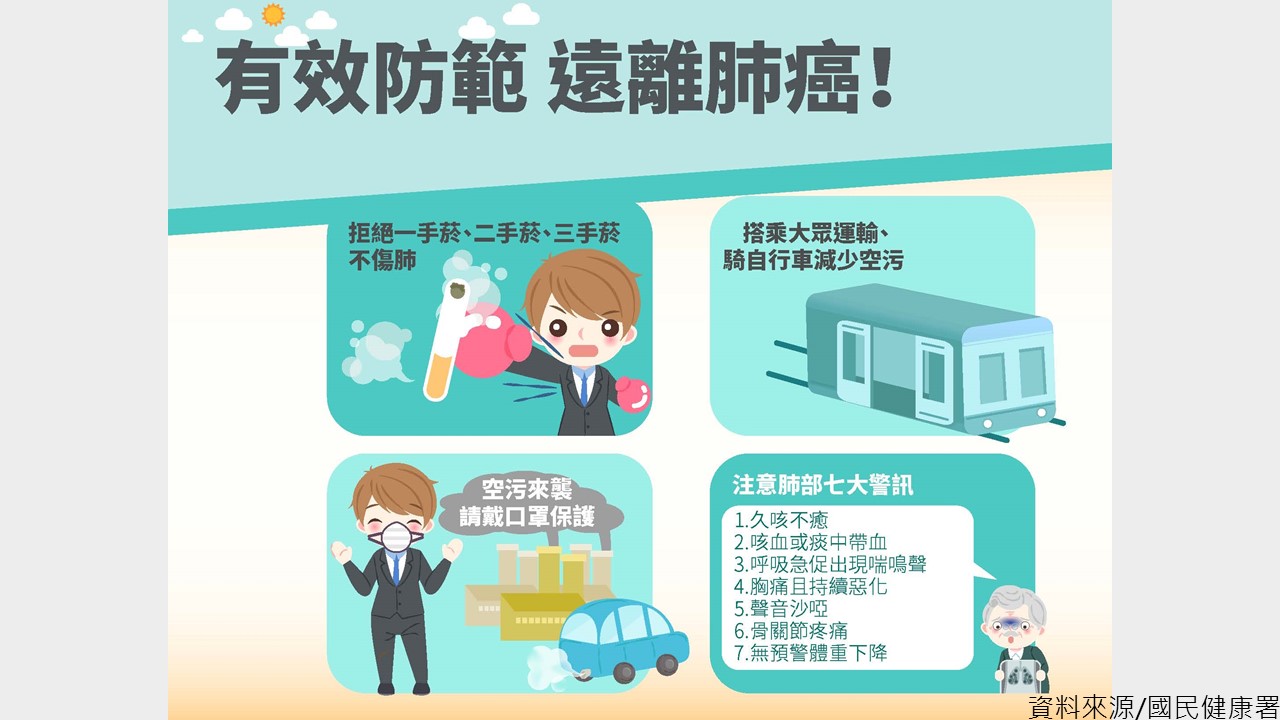 有效防範 遠離肺癌!
拒絕一手菸、二手菸、三手菸
不傷肺
搭乘大眾運輸、
騎自行車減少空污
空污來襲
請戴口罩保護
注意肺部七大警訊
1.久咳不癒
2.咳血或痰中帶血
3.呼吸急促出現喘鳴聲
4.胸痛且持續惡化
5.聲音沙啞
6.骨關節疼痛
7.無預警體重下降
資料來源/國民健康署